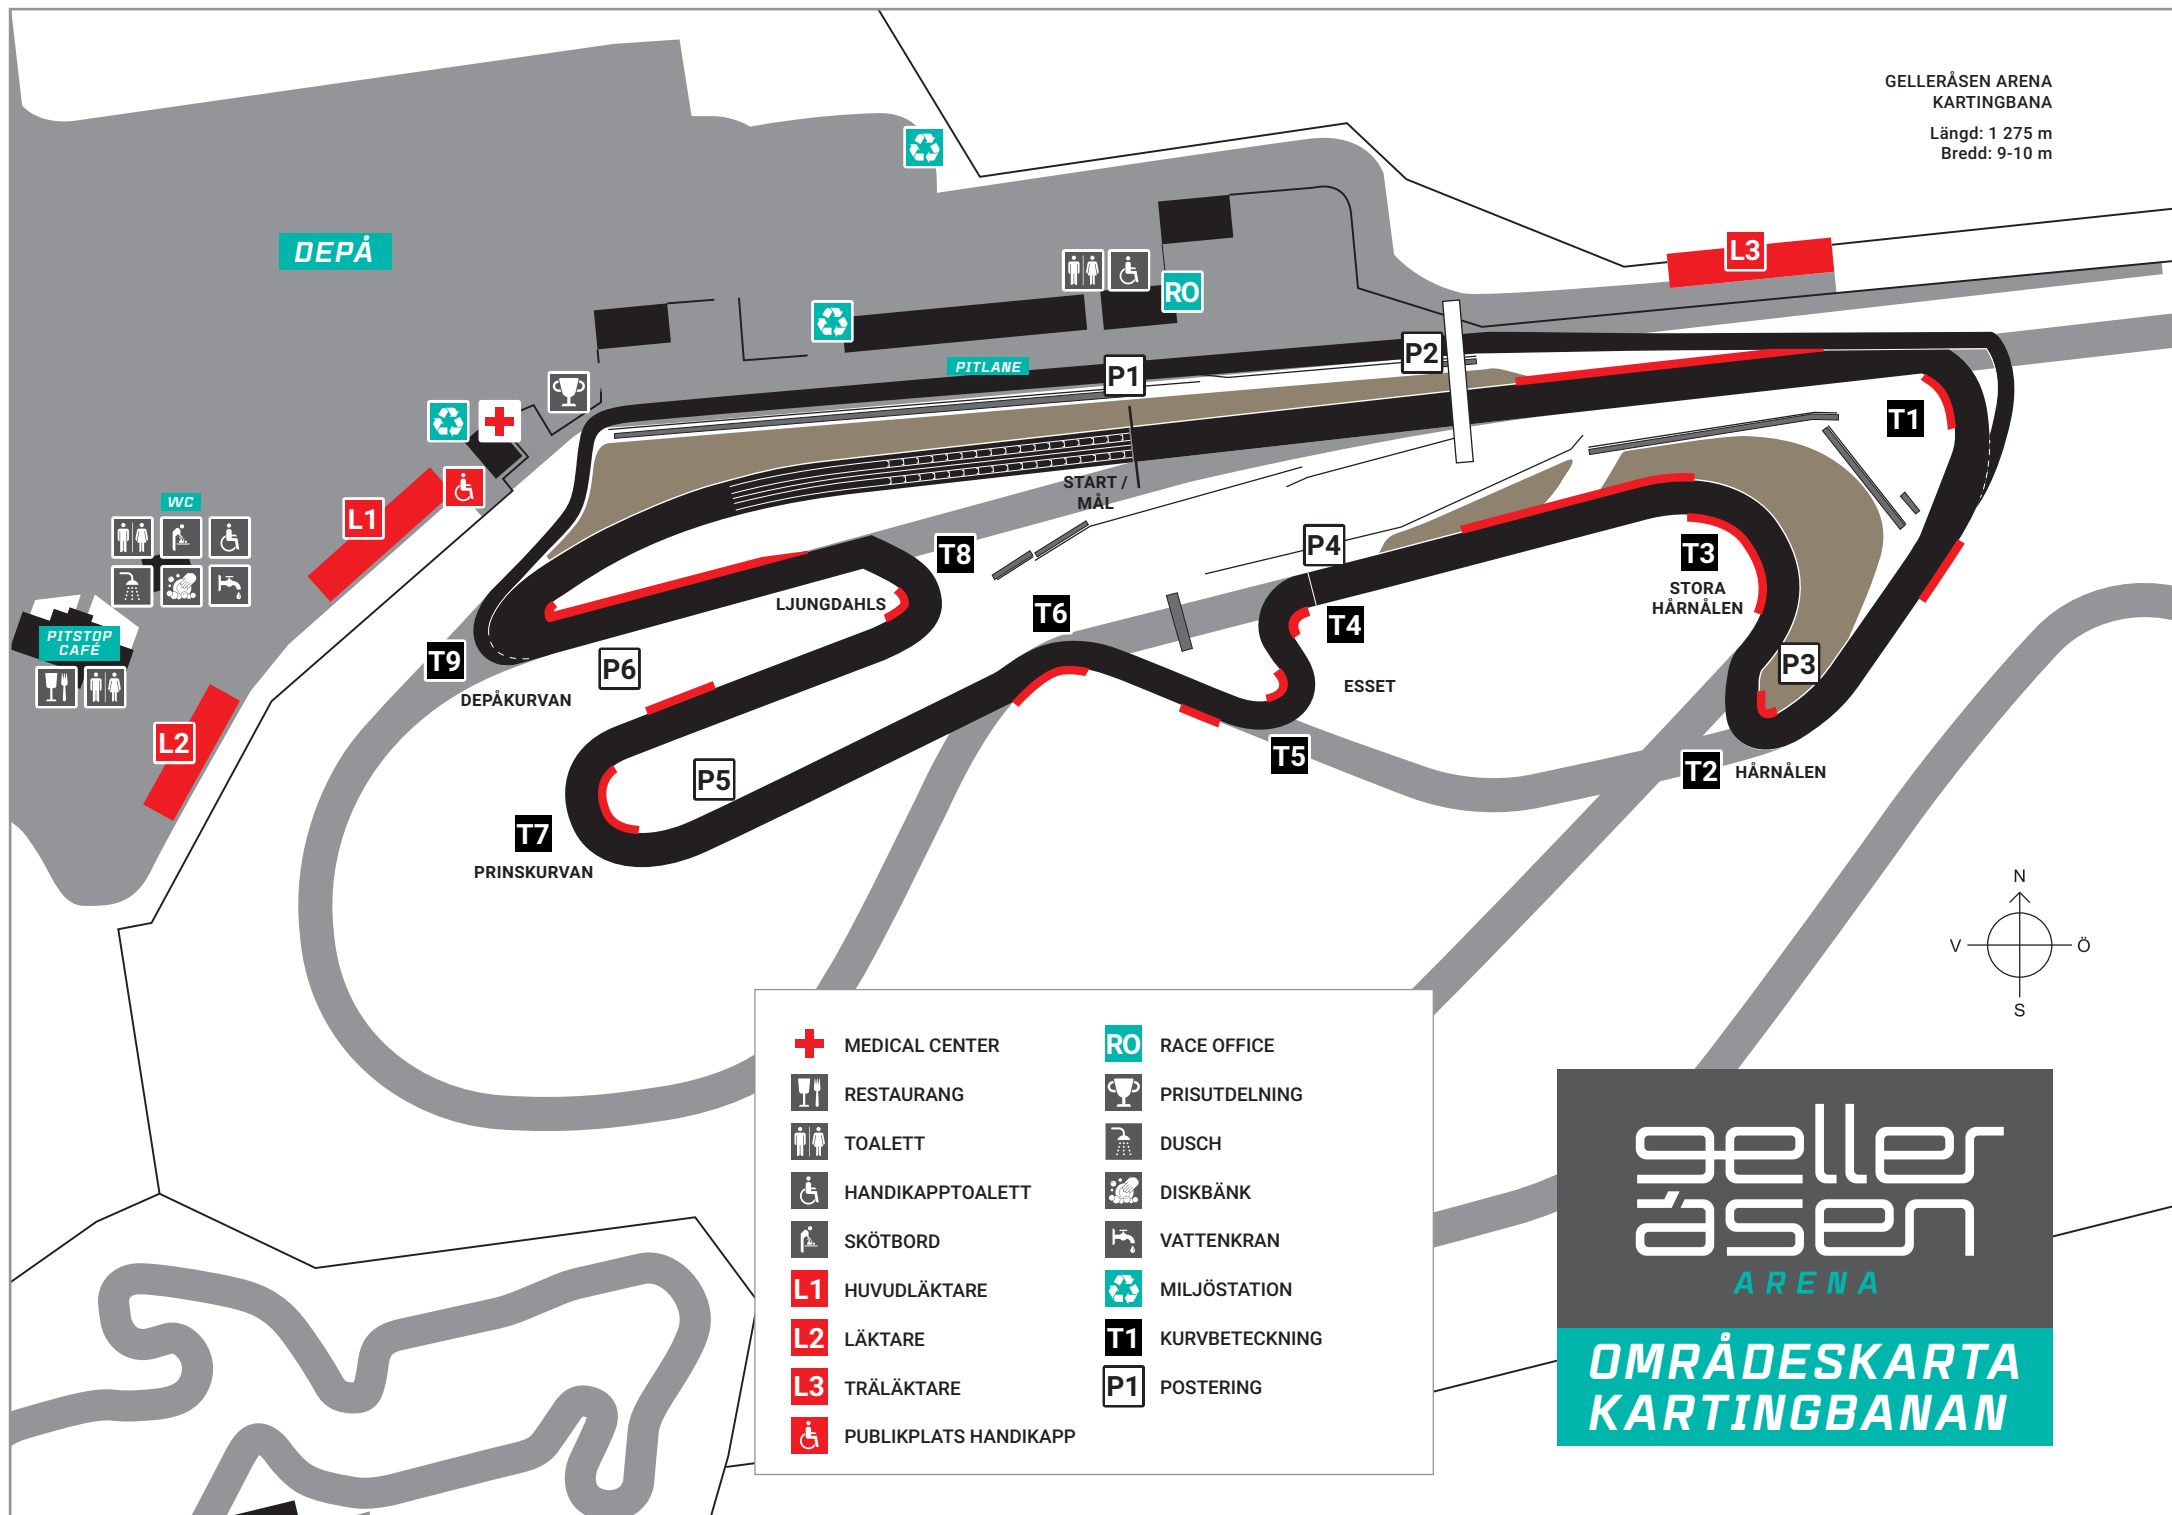 GELLERÅSEN ARENA
KARTINGBANA
Längd: 1 275 m
Bredd: 9-10 m
DEPÅ
L3
RO
P2
PITLANE
P1
T1
WC
L1
START /
MÅL
P4
T8
T3
STORA
HÅRNÅLEN
LJUNGDAHLS
T6
T4
PITSTOP
CAFÉ
T9
P6
P3
DEPÅKURVAN
ESSET
L2
T5
T2
HÅRNÅLEN
P5
T7
PRINSKURVAN
N
V
Ö
S
MEDICAL CENTER
RESTAURANG
TOALETT
HANDIKAPPTOALETT
SKÖTBORD
L1 HUVUDLÄKTARE
L2 LÄKTARE
L3 TRÄLÄKTARE
PUBLIKPLATS HANDIKAPP
RO RACE OFFICE
PRISUTDELNING
DUSCH
DISKBÄNK
VATTENKRAN
MILJÖSTATION
T1 KURVBETECKNING
P1 POSTERING
geller
åsen
ARENA
OMRÅDESKARTA
KARTINGBANAN